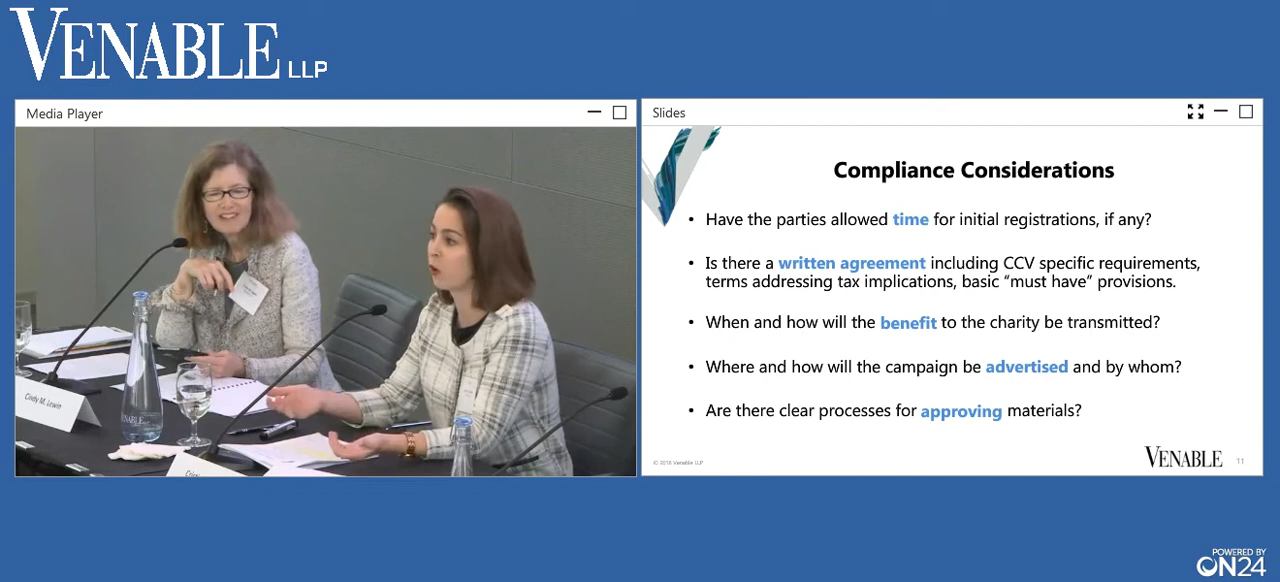 VENABLE LLP
Media Player
Slides
Cindy M. Lewin
VENABLE
Compliance Considerations
• Have the parties allowed time for initial registrations, if any?
• Is there a written agreement including CCV specific requirements,
terms addressing tax implications, basic “must have” provisions.
• When and how will the benefit to the charity be transmitted?
• Where and how will the campaign be advertised and by whom?
• Are there clear processes for approving materials?
© 2018 Venable LLP
VENABLE
11
POWERED BY
ON24